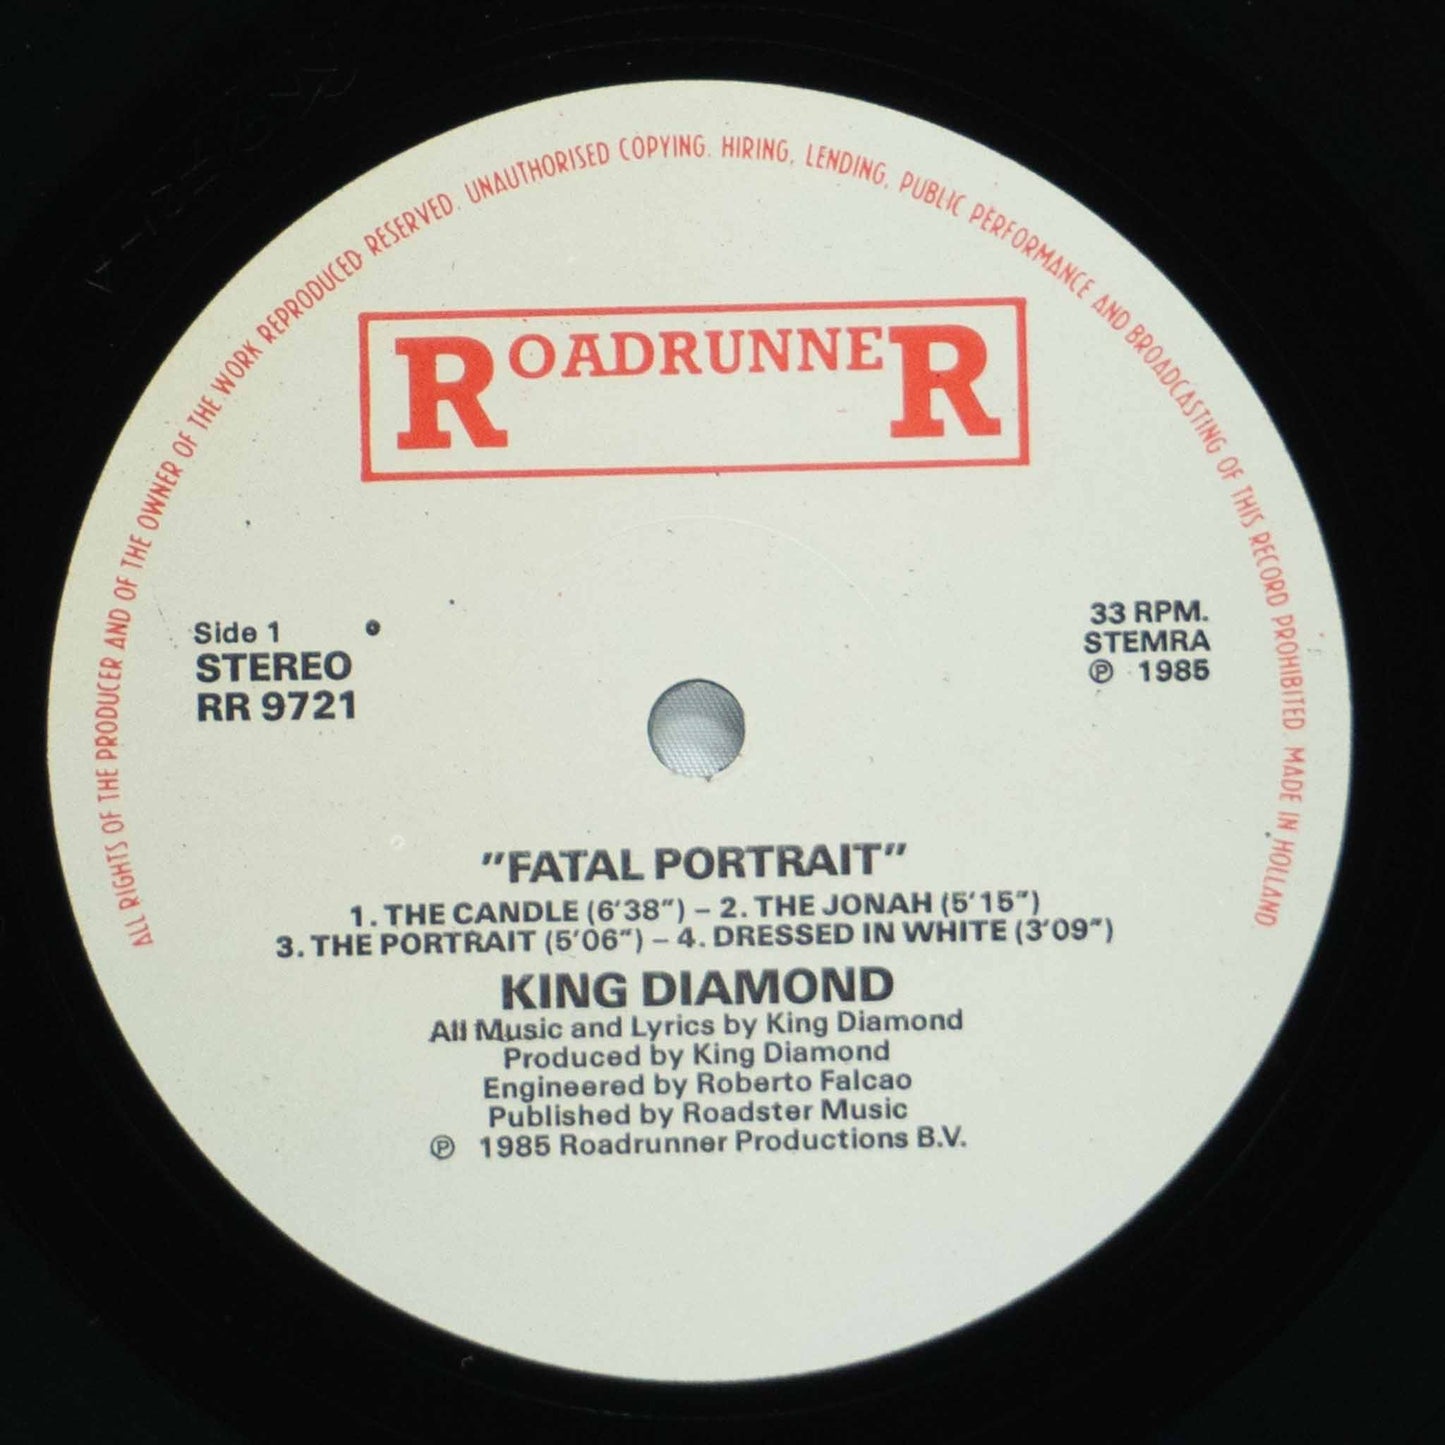 ALL RIGHTS OF THE PRODUCER AND OF THE OWNER OF THE WORK REPRODUCED RESERVED. UNAUTHORISED COPYING. HIRING, LENDING, PUBLIC PERFORMANCE AND BROADCASTING OF THIS RECORD PROHIBITED MADE IN HOLLAND
ROADRUNNER
Side 1
STEREO
RR 9721
33 RPM.
STEMRA
℗ 1985
"FATAL PORTRAIT"
1. THE CANDLE (6'38") – 2. THE JONAH (5'15")
3. THE PORTRAIT (5'06") – 4. DRESSED IN WHITE (3'09")
KING DIAMOND
All Music and Lyrics by King Diamond
Produced by King Diamond
Engineered by Roberto Falcao
Published by Roadster Music
℗ 1985 Roadrunner Productions B.V.